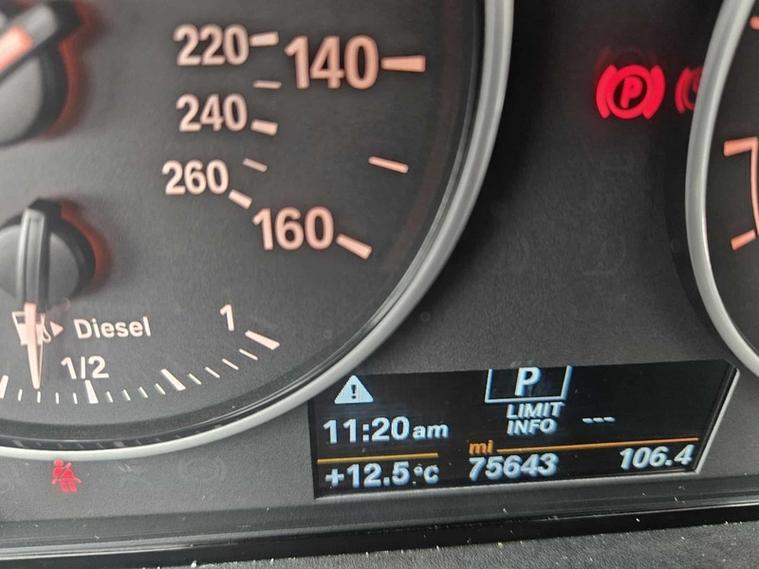 220
140
240
260
160
P
Diesel
1
1/2
P
LIMIT
INFO ---
11:20am
mi
+12.5°C 75643 106.4